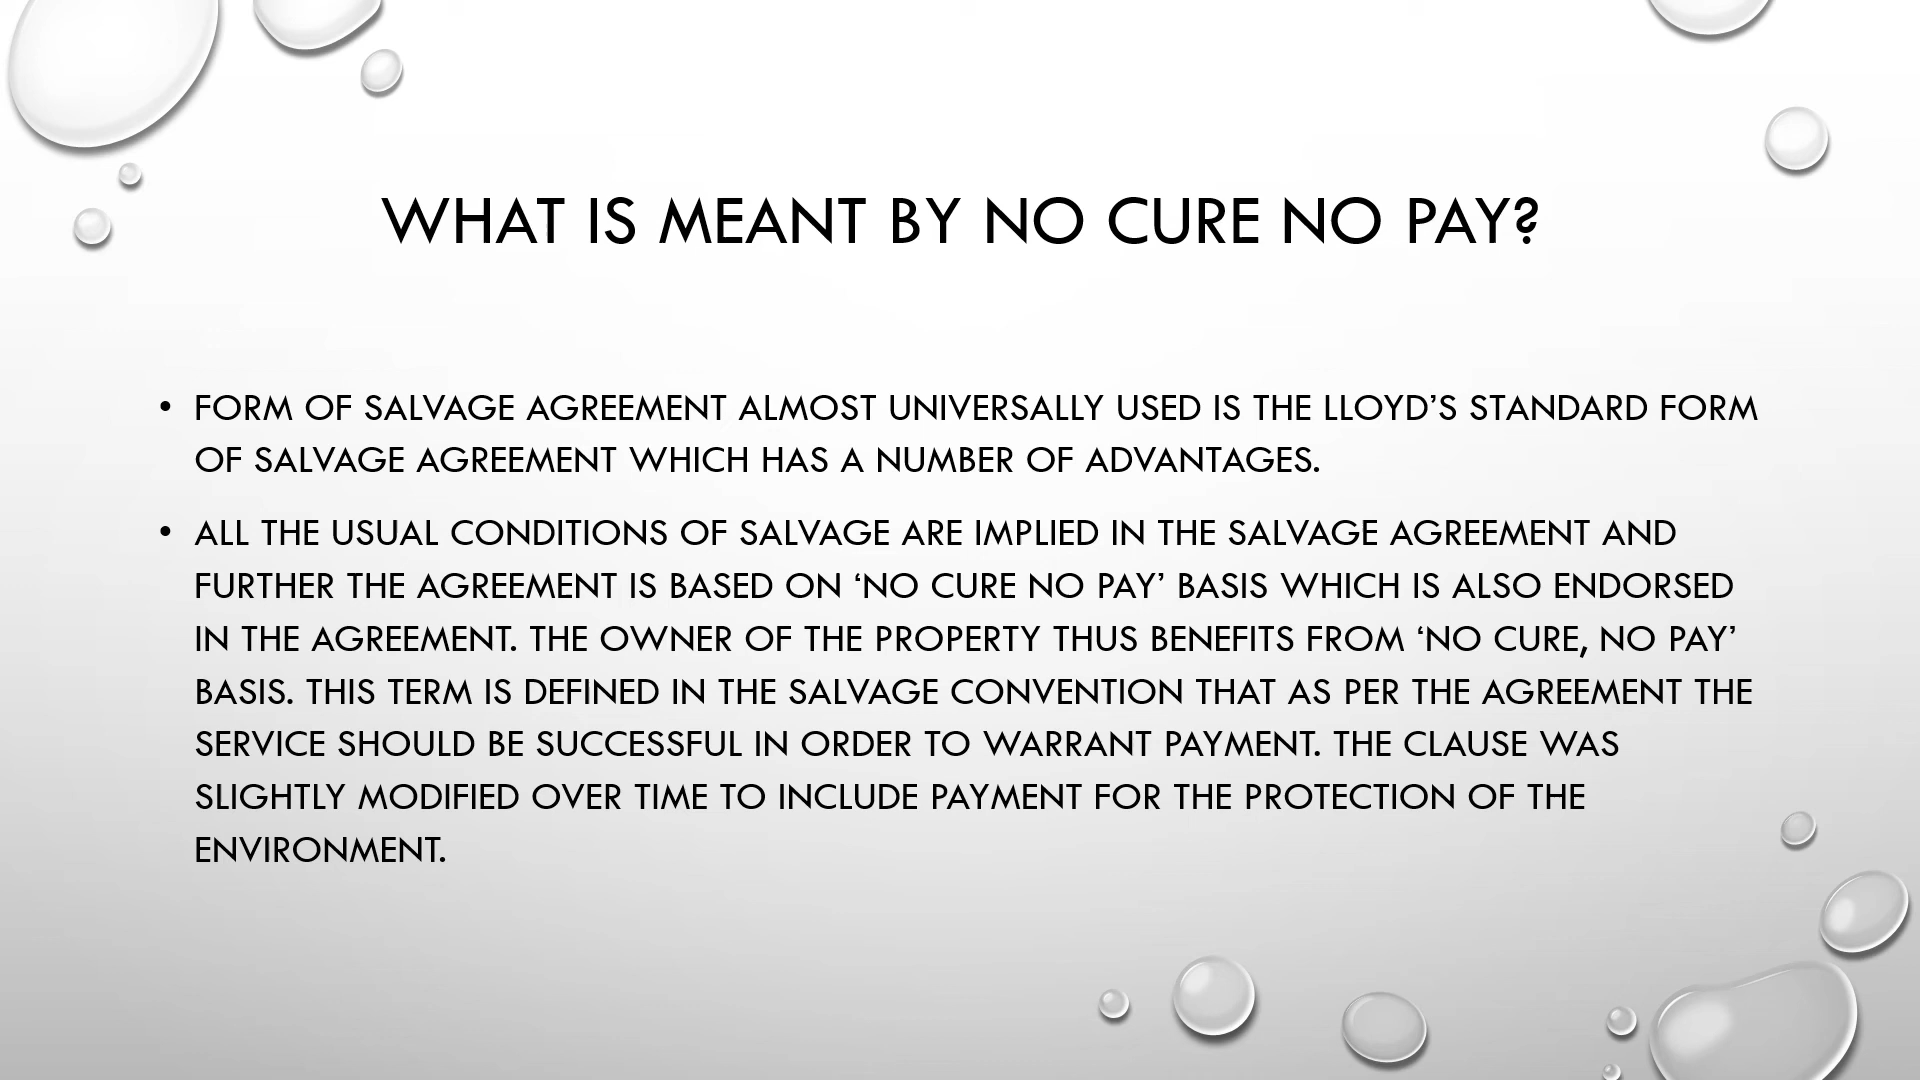 WHAT IS MEANT BY NO CURE NO PAY?
• FORM OF SALVAGE AGREEMENT ALMOST UNIVERSALLY USED IS THE LLOYD’S STANDARD FORM
OF SALVAGE AGREEMENT WHICH HAS A NUMBER OF ADVANTAGES.
• ALL THE USUAL CONDITIONS OF SALVAGE ARE IMPLIED IN THE SALVAGE AGREEMENT AND
FURTHER THE AGREEMENT IS BASED ON ‘NO CURE NO PAY’ BASIS WHICH IS ALSO ENDORSED
IN THE AGREEMENT. THE OWNER OF THE PROPERTY THUS BENEFITS FROM ‘NO CURE, NO PAY’
BASIS. THIS TERM IS DEFINED IN THE SALVAGE CONVENTION THAT AS PER THE AGREEMENT THE
SERVICE SHOULD BE SUCCESSFUL IN ORDER TO WARRANT PAYMENT. THE CLAUSE WAS
SLIGHTLY MODIFIED OVER TIME TO INCLUDE PAYMENT FOR THE PROTECTION OF THE
ENVIRONMENT.